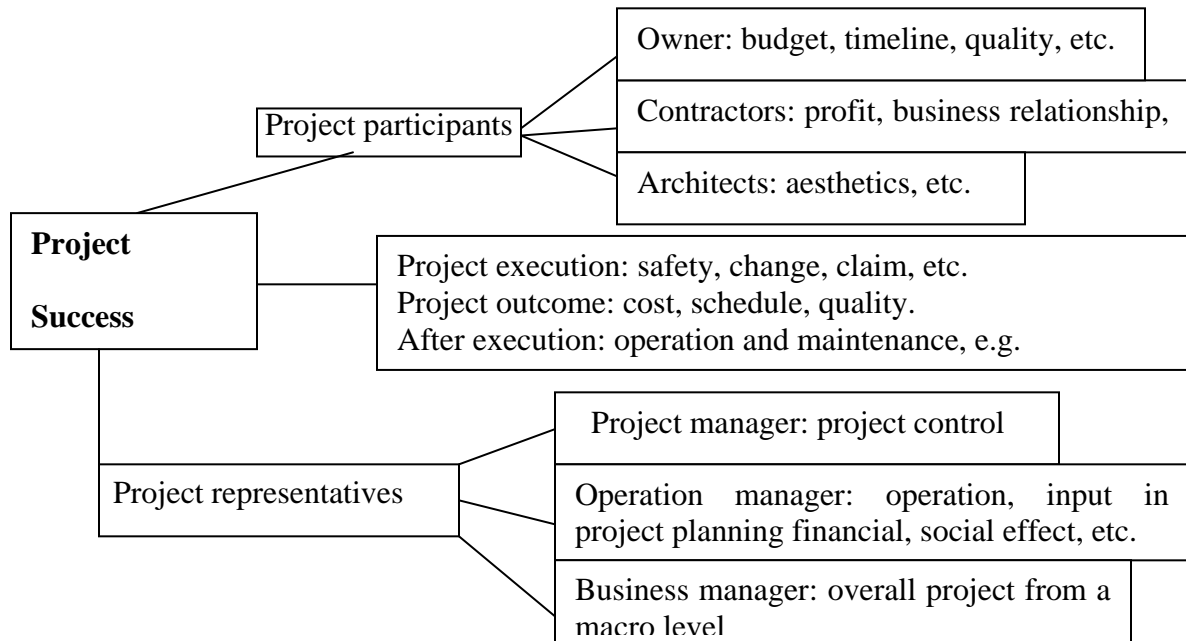 Owner: budget, timeline, quality, etc.
Project participants
Contractors: profit, business relationship,
Architects: aesthetics, etc.
Project
Success
Project execution: safety, change, claim, etc.
Project outcome: cost, schedule, quality.
After execution: operation and maintenance, e.g.
Project representatives
Project manager: project control
Operation manager: operation, input in
project planning financial, social effect, etc.
Business manager: overall project from a
macro level